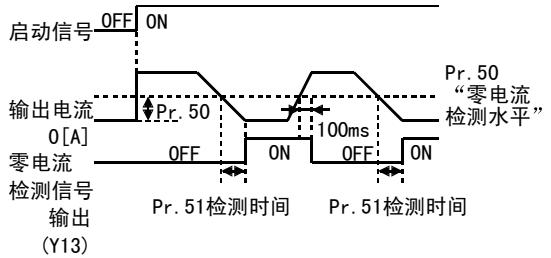 启动信号
OFF
ON
Pr.50
“零电流
检测水平”
输出电流
Pr.50
0[A]
100ms
零电流
检测信号
输出
(Y13)
OFF
ON
OFF
ON
Pr.51检测时间
Pr.51检测时间